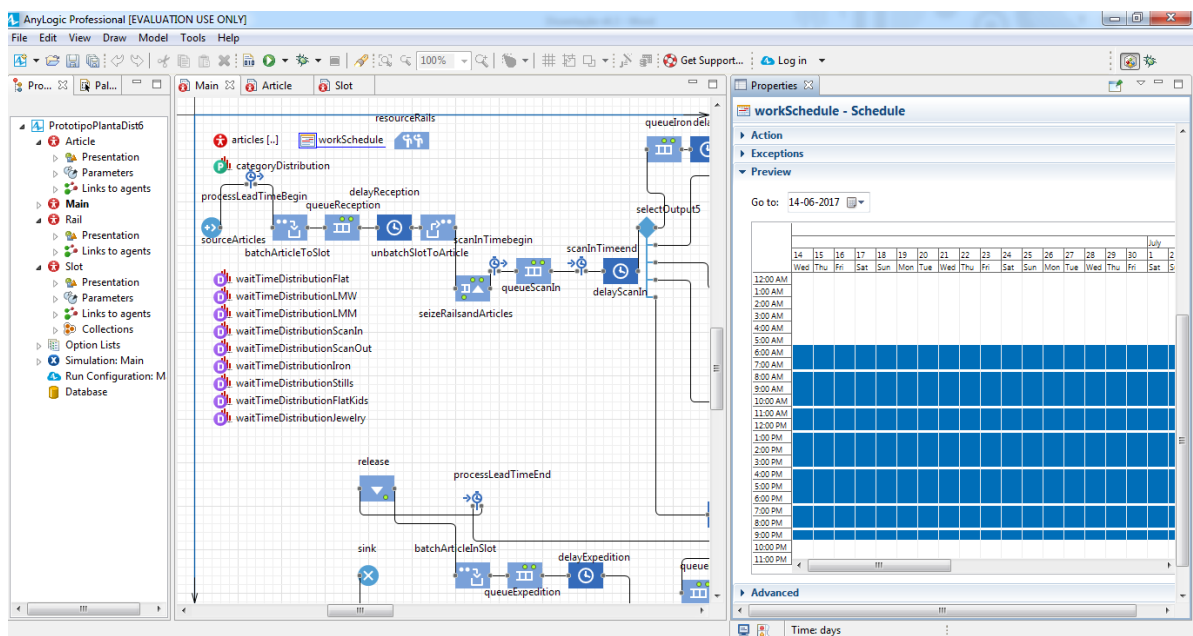 AnyLogic Professional [EVALUATION USE ONLY]
File Edit View Draw Model Tools Help
100%
Get Support...
Log in
Pro...
Pal...
Main
Article
Slot
Properties
PrototipoPlantaDist6
Article
Presentation
Parameters
Links to agents
Main
Rail
Presentation
Links to agents
Slot
Presentation
Parameters
Links to agents
Collections
Option Lists
Simulation: Main
Run Configuration: M
Database
resourceRails
articles [..]
workSchedule
categoryDistribution
processLeadTimeBegin
delayReception
queueReception
sourceArticles
batchArticleToSlot
unbatchSlotToArticle
scanInTimebegin
scanInTimeend
queueScanIn
delayScanIn
seizeRailsandArticles
queueIron
dela
selectOutput5
waitTimeDistributionFlat
waitTimeDistributionLMW
waitTimeDistributionLMM
waitTimeDistributionScanIn
waitTimeDistributionScanOut
waitTimeDistributionIron
waitTimeDistributionStills
waitTimeDistributionFlatKids
waitTimeDistributionJewelry
release
processLeadTimeEnd
sink
batchArticleInSlot
delayExpedition
queueExpedition
queue
workSchedule - Schedule
Action
Exceptions
Preview
Go to: 14-06-2017
July
14 15 16 17 18 19 20 21 22 23 24 25 26 27 28 29 30 1 2
Wed Thu Fri Sat Sun Mon Tue Wed Thu Fri Sat Sun Mon Tue Wed Thu Fri Sat S
12:00 AM
1:00 AM
2:00 AM
3:00 AM
4:00 AM
5:00 AM
6:00 AM
7:00 AM
8:00 AM
9:00 AM
10:00 AM
11:00 AM
12:00 PM
1:00 PM
2:00 PM
3:00 PM
4:00 PM
5:00 PM
6:00 PM
7:00 PM
8:00 PM
9:00 PM
10:00 PM
11:00 PM
Advanced
Time: days